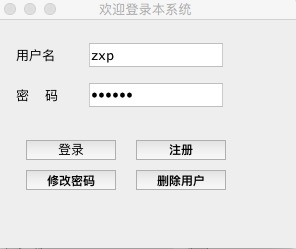 欢迎登录本系统
用户名 zxp
密 码 ••••••
登录 注册
修改密码 删除用户